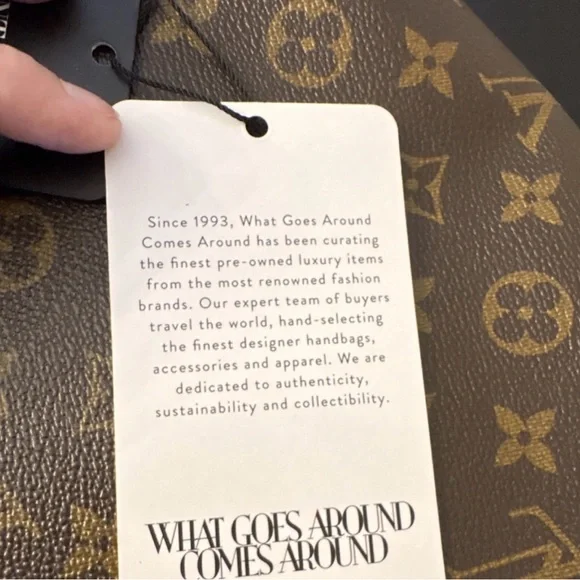 Since 1993, What Goes Around
Comes Around has been curating
the finest pre-owned luxury items
from the most renowned fashion
brands. Our expert team of buyers
travel the world, hand-selecting
the finest designer handbags,
accessories and apparel. We are
dedicated to authenticity,
sustainability and collectibility.
WHAT GOES AROUND
COMES AROUND